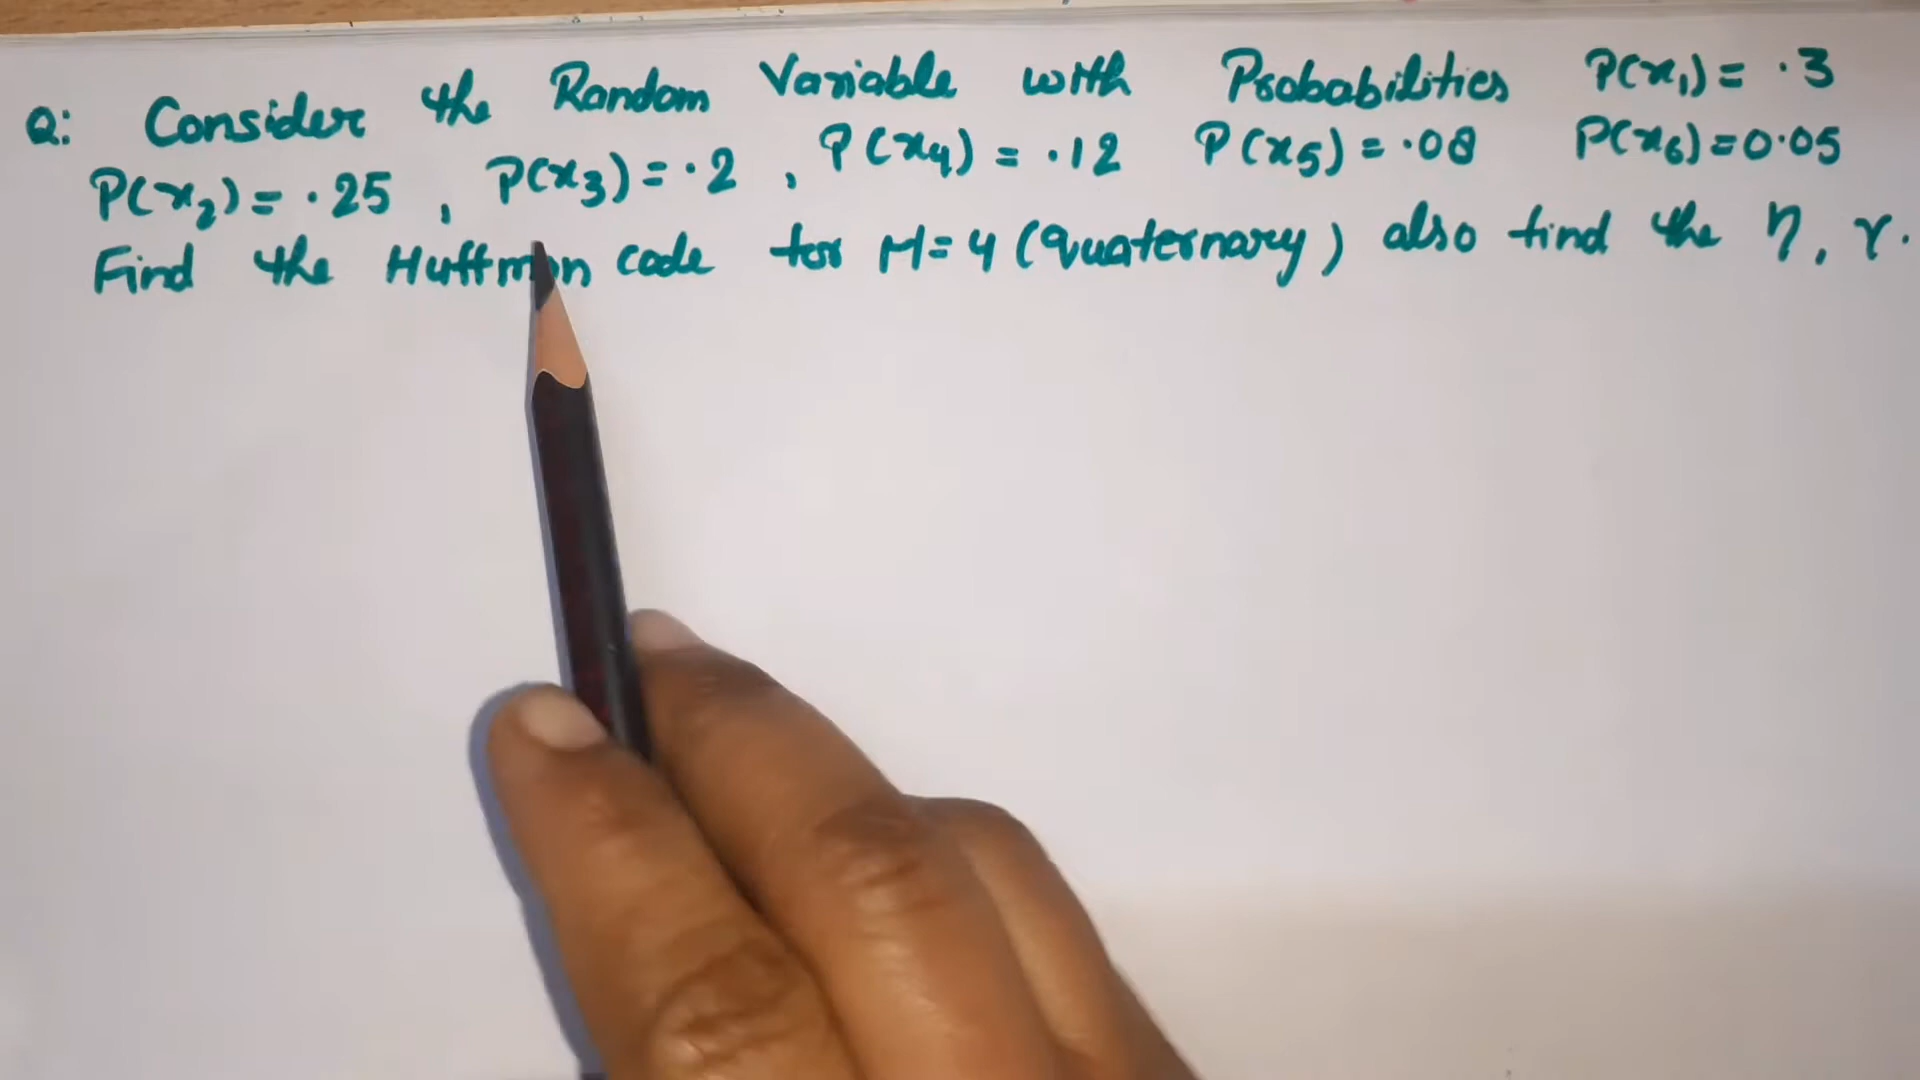 Q: Consider the Random Variable with Probabilities P(x₁) = .3
P(x₂) = .25 , P(x₃) = .2 , P(x₄) = .12 P(x₅) = .08 P(x₆) = 0.05
Find the Huffman code for M = 4 (Quaternary) also find the η, γ.